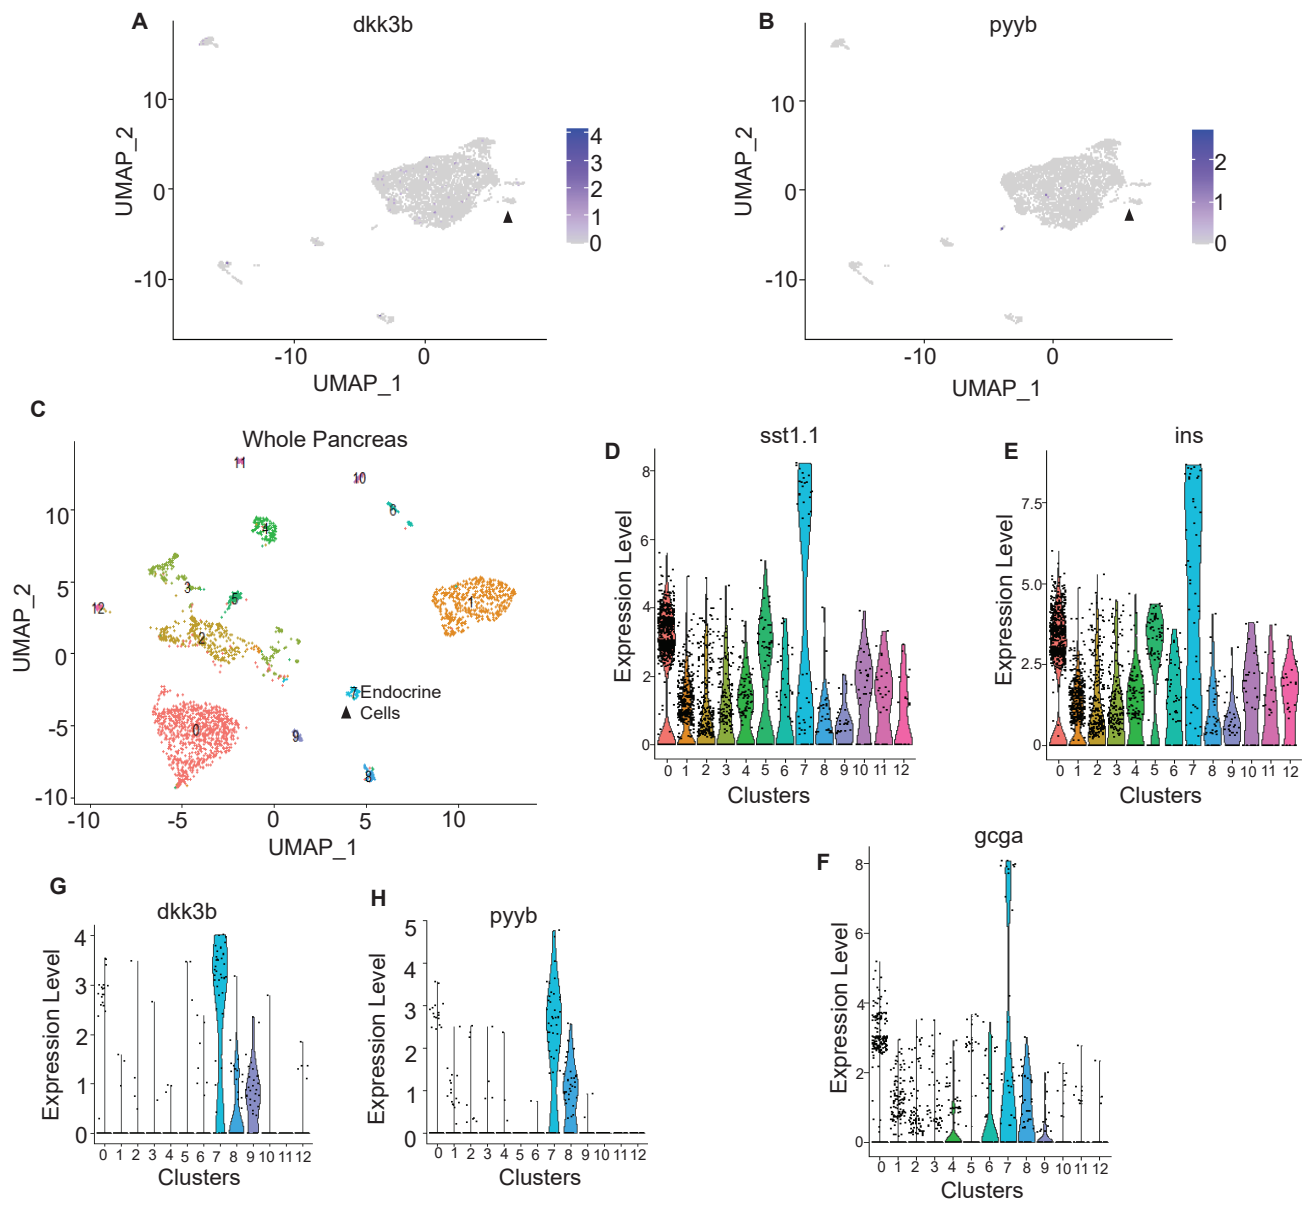 A
dkk3b
10
0
-10
UMAP_2
-10
0
UMAP_1
4
3
2
1
0
B
pyyb
10
0
-10
UMAP_2
-10
0
UMAP_1
2
1
0
C
Whole Pancreas
11
10
6
4
3
5
12
1
2
7 Endocrine
Cells
0
9
8
10
5
0
-5
-10
UMAP_2
-10
-5
0
5
10
UMAP_1
D
sst1.1
8
6
4
2
0
Expression Level
0 1 2 3 4 5 6 7 8 9 10 11 12
Clusters
E
ins
7.5
5.0
2.5
0
Expression Level
0 1 2 3 4 5 6 7 8 9 10 11 12
Clusters
F
gcga
8
6
4
2
0
Expression Level
0 1 2 3 4 5 6 7 8 9 10 11 12
Clusters
G
dkk3b
4
3
2
1
0
Expression Level
0 1 2 3 4 5 6 7 8 9 10 11 12
Clusters
H
pyyb
5
4
3
2
1
0
Expression Level
0 1 2 3 4 5 6 7 8 9 10 11 12
Clusters